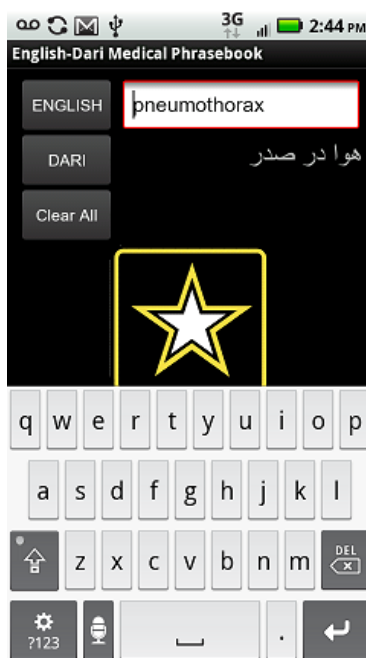 3G 2:44 PM
English-Dari Medical Phrasebook
ENGLISH pneumothorax
DARI هوا در صدر
Clear All
q w e r t y u i o p
a s d f g h j k l
z x c v b n m DEL
?123 .